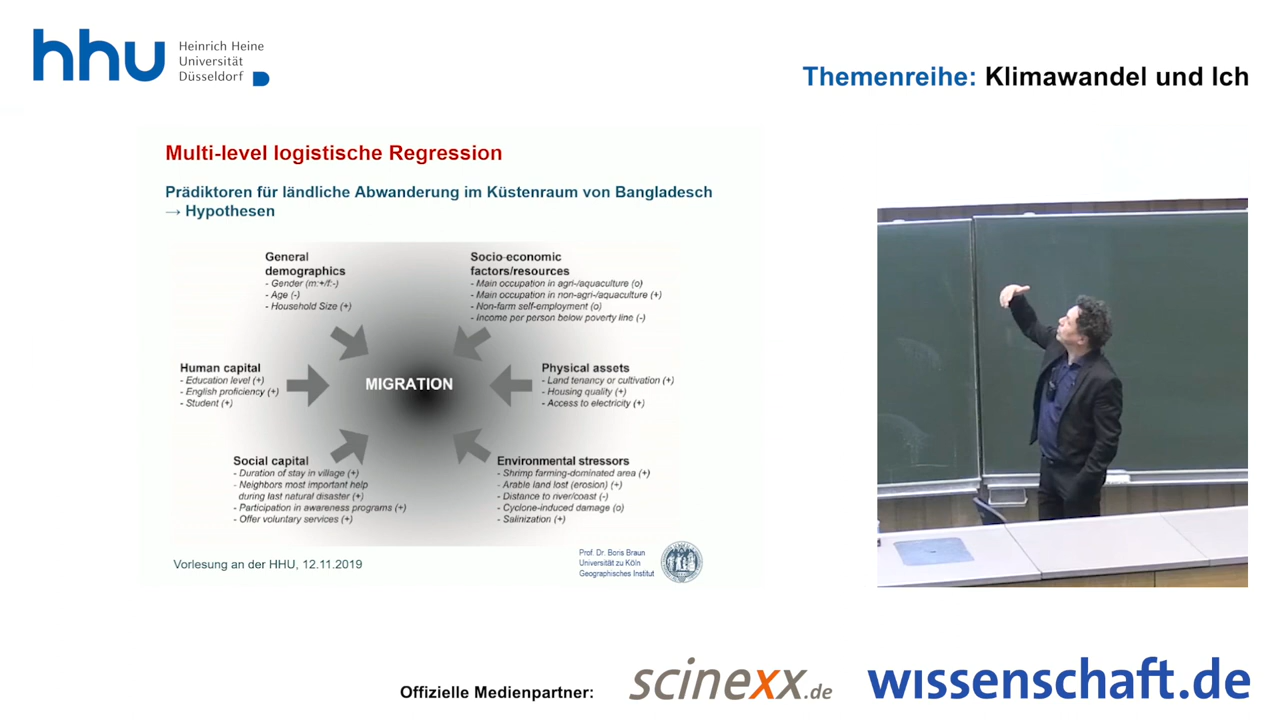 hhu Heinrich Heine
Universität
Düsseldorf
Themenreihe: Klimawandel und Ich
Multi-level logistische Regression
Prädiktoren für ländliche Abwanderung im Küstenraum von Bangladesch
→ Hypothesen
General
demographics
- Gender (m:+/f:-)
- Age (-)
- Household Size (+)
Socio-economic
factors/resources
- Main occupation in agri-/aquaculture (o)
- Main occupation in non-agri-/aquaculture (+)
- Non-farm self-employment (o)
- Income per person below poverty line (-)
Human capital
- Education level (+)
- English proficiency (+)
- Student (+)
MIGRATION
Physical assets
- Land tenancy or cultivation (+)
- Housing quality (+)
- Access to electricity (+)
Social capital
- Duration of stay in village (+)
- Neighbors most important help
during last natural disaster (+)
- Participation in awareness programs (+)
- Offer voluntary services (+)
Environmental stressors
- Shrimp farming-dominated area (+)
- Arable land lost (erosion) (+)
- Distance to river/coast (-)
- Cyclone-induced damage (o)
- Salinization (+)
Vorlesung an der HHU, 12.11.2019
Prof. Dr. Boris Braun
Universität zu Köln
Geographisches Institut
Offizielle Medienpartner: scinexx.de wissenschaft.de